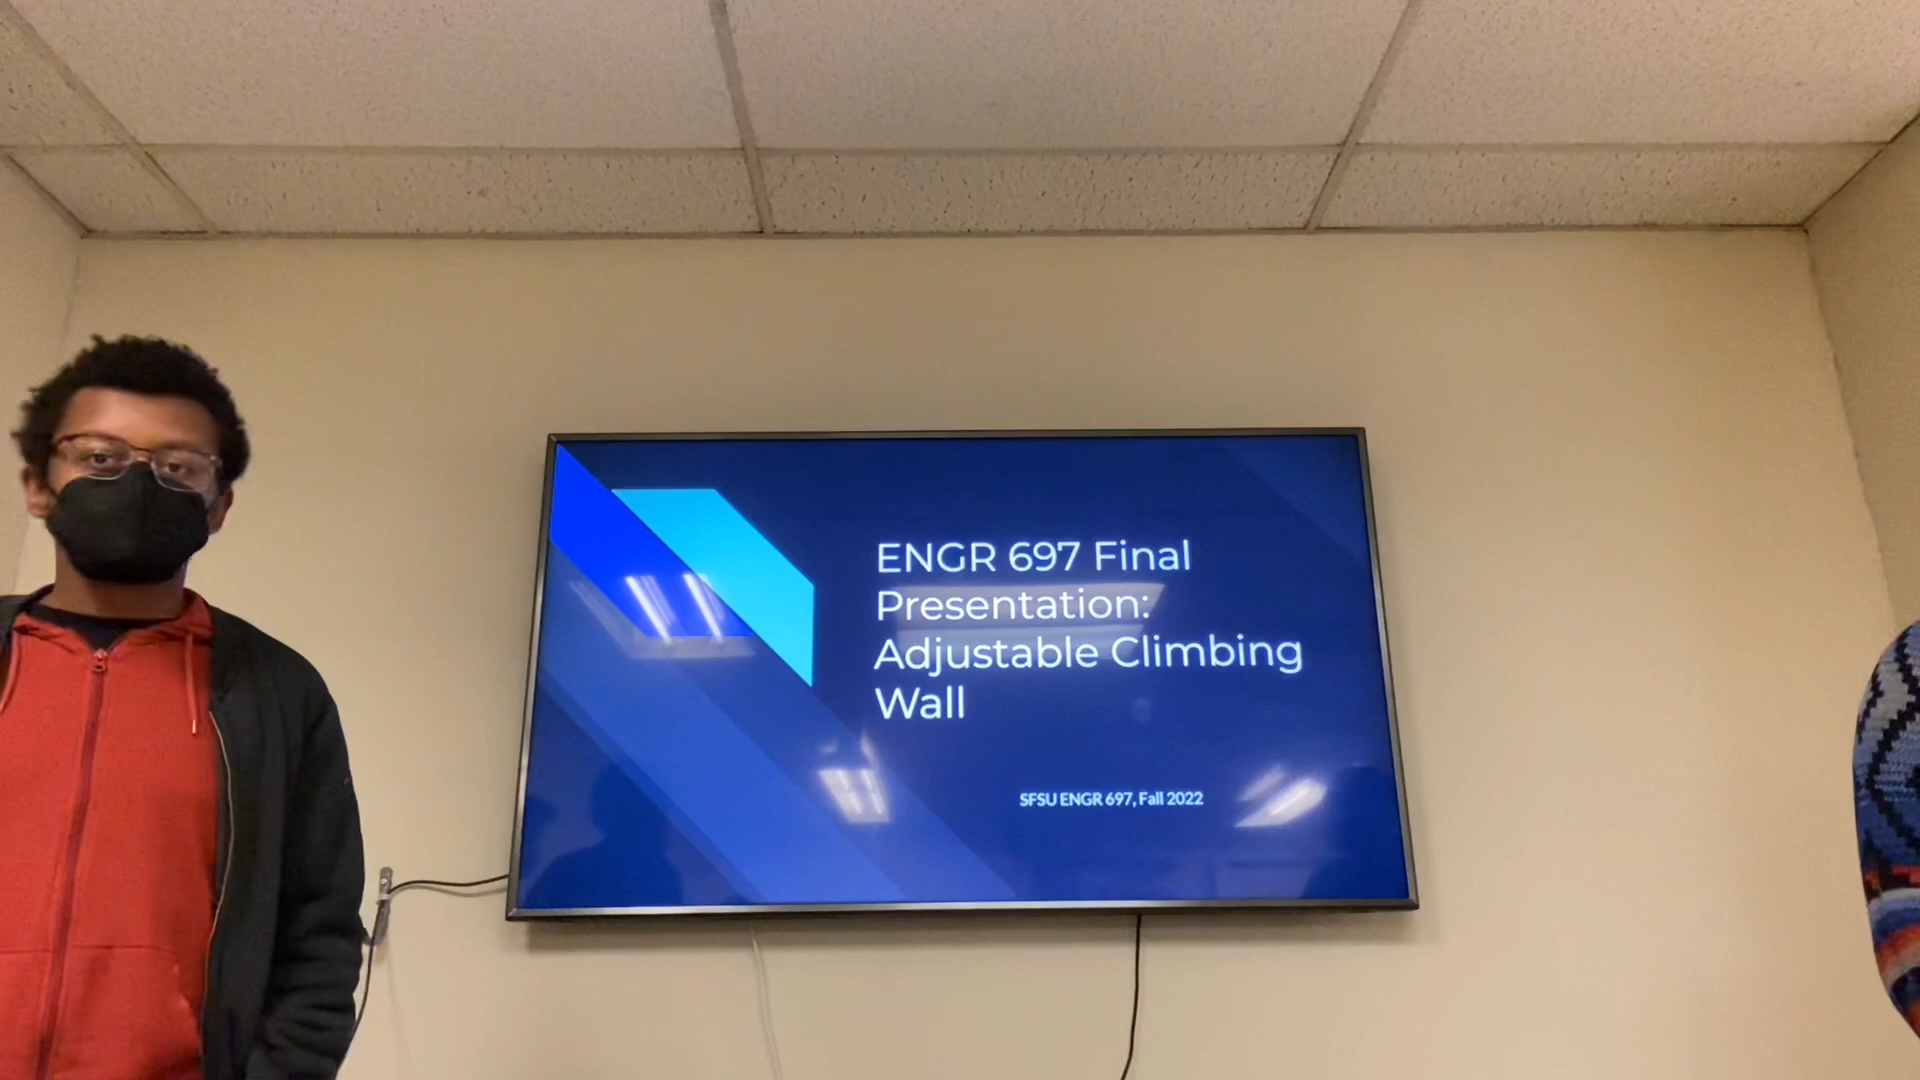 ENGR 697 Final
Presentation:
Adjustable Climbing
Wall
SFSU ENGR 697, Fall 2022